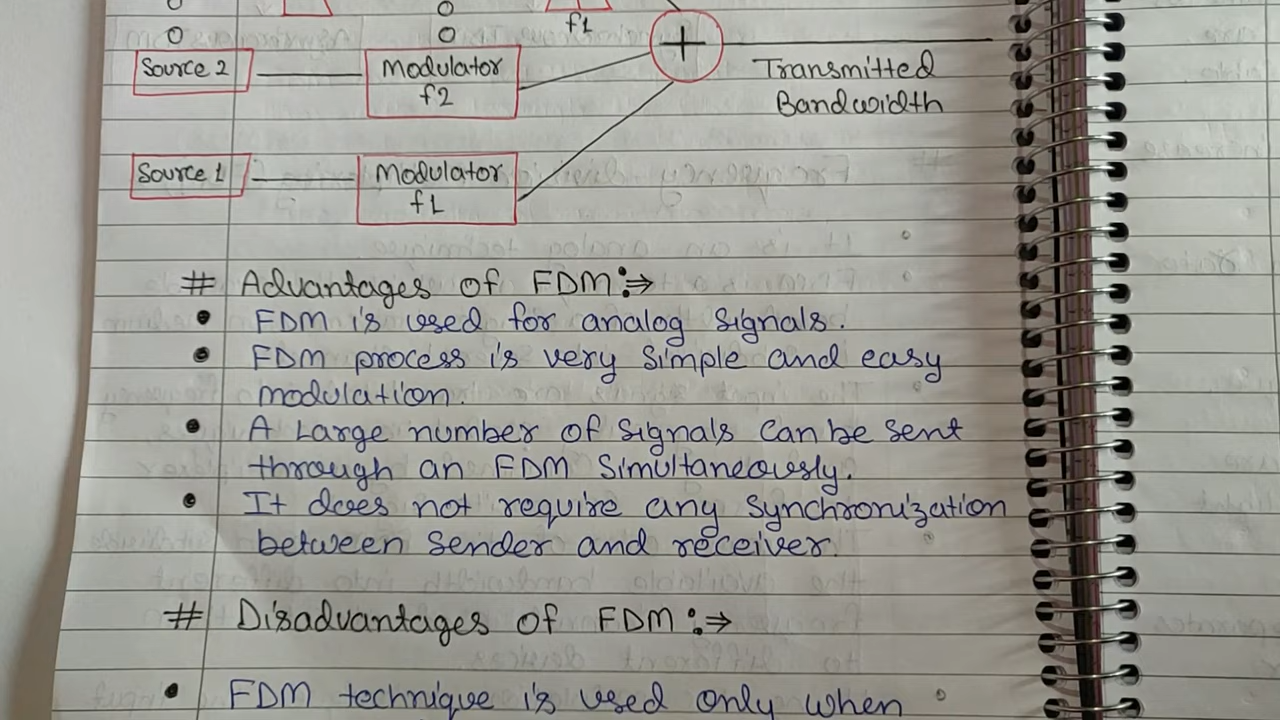 f1
Source 2
Modulator
f2
Transmitted
Bandwidth
Source 1
Modulator
f1
# Advantages of FDM:⇒
• FDM is used for analog signals.
• FDM process is very simple and easy
modulation.
• A Large number of signals can be sent
through an FDM simultaneously.
• It does not require any synchronization
between sender and receiver.
# Disadvantages of FDM:⇒
• FDM technique is used only when